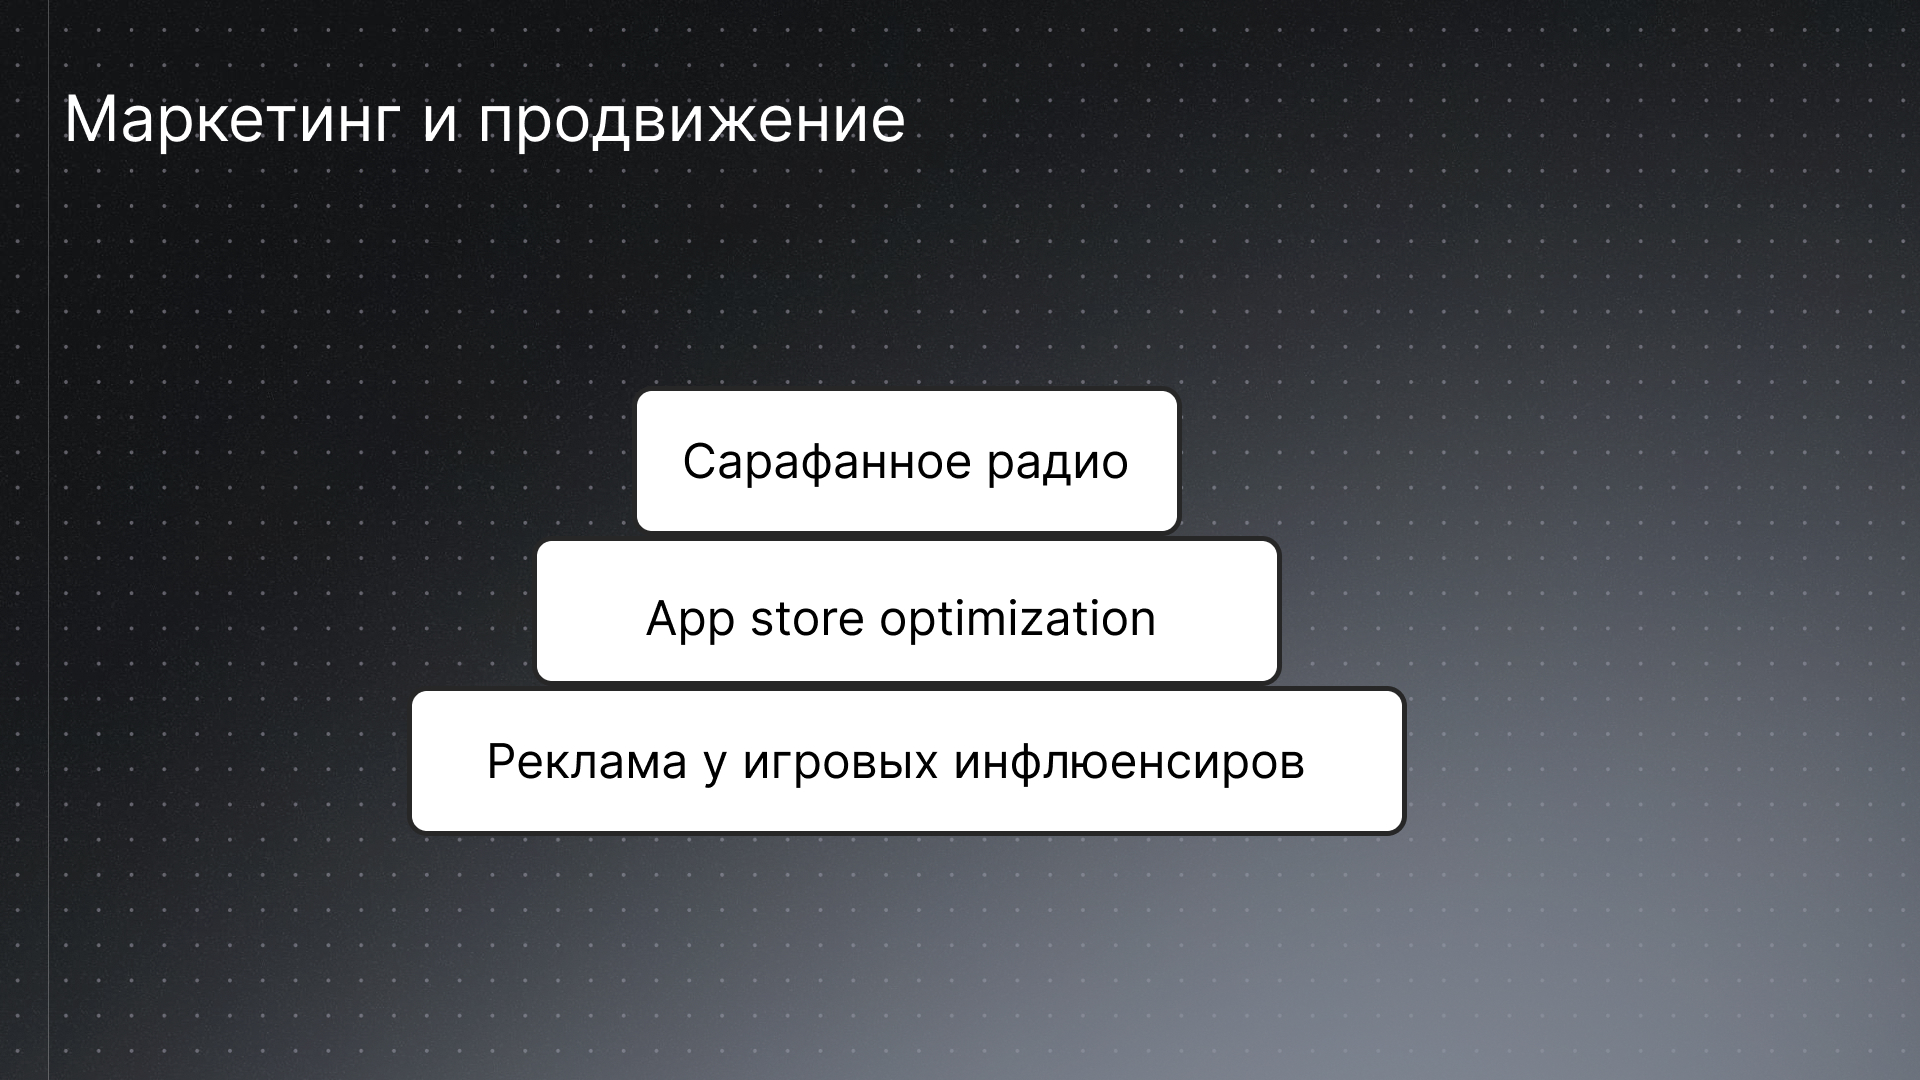 Маркетинг и продвижение
Сарафанное радио
App store optimization
Реклама у игровых инфлюенсиров